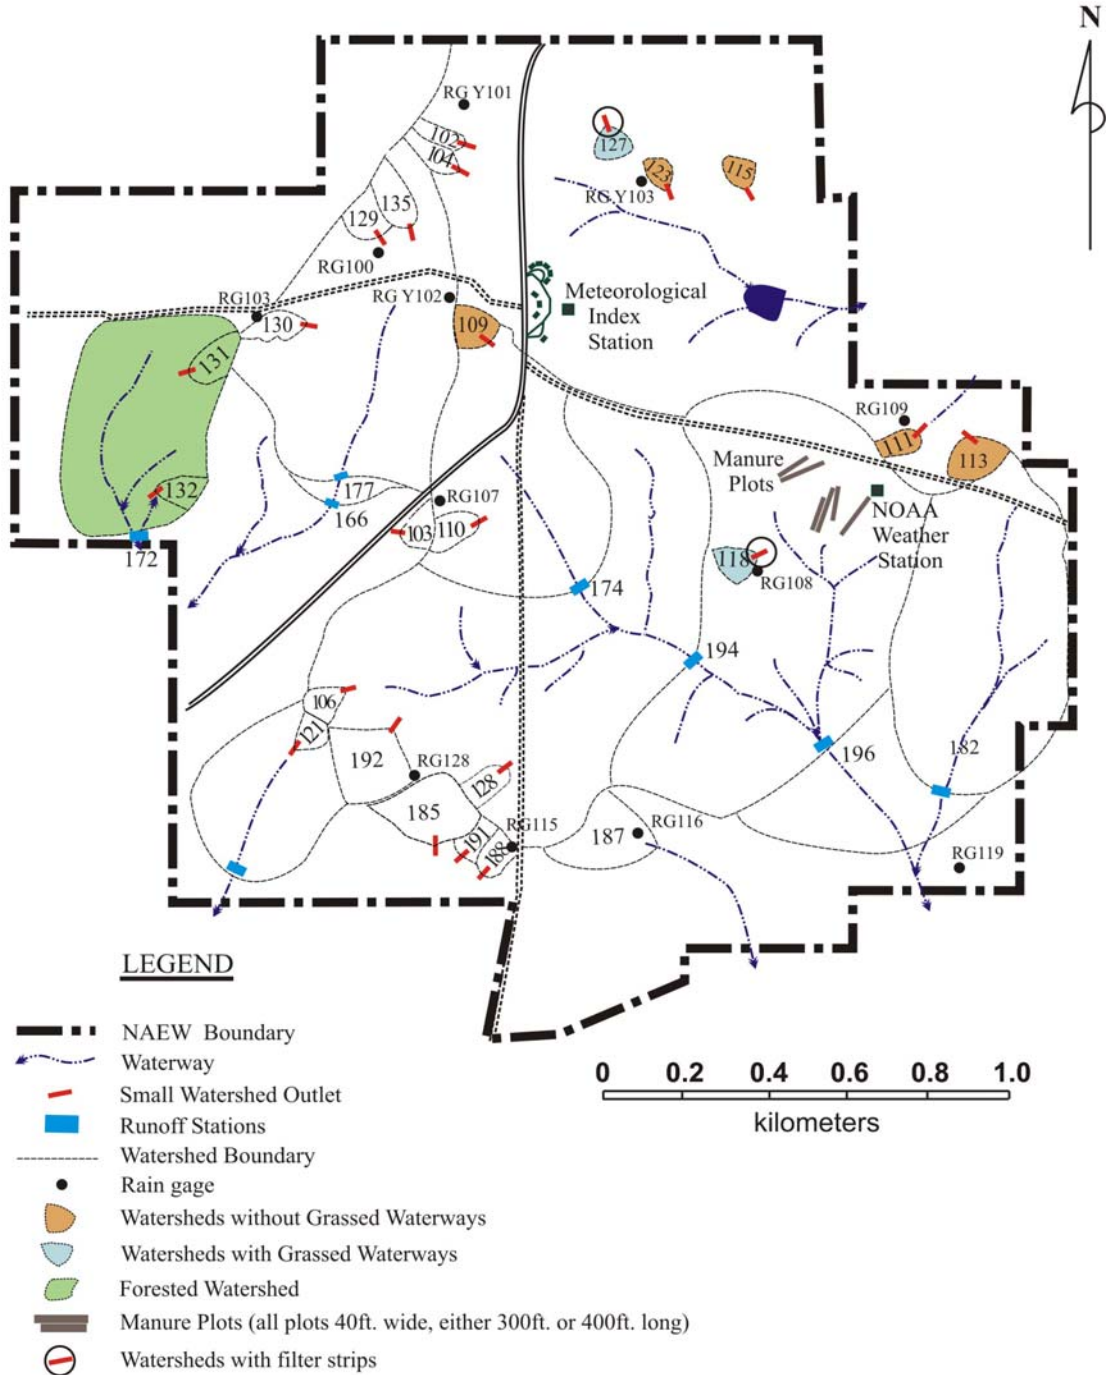 N
RG Y101
102
104
127
123
115
RG Y103
135
129
RG100
RG103
RG Y102
Meteorological
Index
Station
130
109
131
RG109
111
Manure
Plots
113
132
177
RG107
NOAA
Weather
Station
166
103
110
172
118
RG108
174
194
106
121
192
RG128
128
196
182
185
191
188
RG115
187
RG116
RG119
LEGEND
NAEW Boundary
Waterway
Small Watershed Outlet
Runoff Stations
Watershed Boundary
Rain gage
Watersheds without Grassed Waterways
Watersheds with Grassed Waterways
Forested Watershed
Manure Plots (all plots 40ft. wide, either 300ft. or 400ft. long)
Watersheds with filter strips
0 0.2 0.4 0.6 0.8 1.0
kilometers